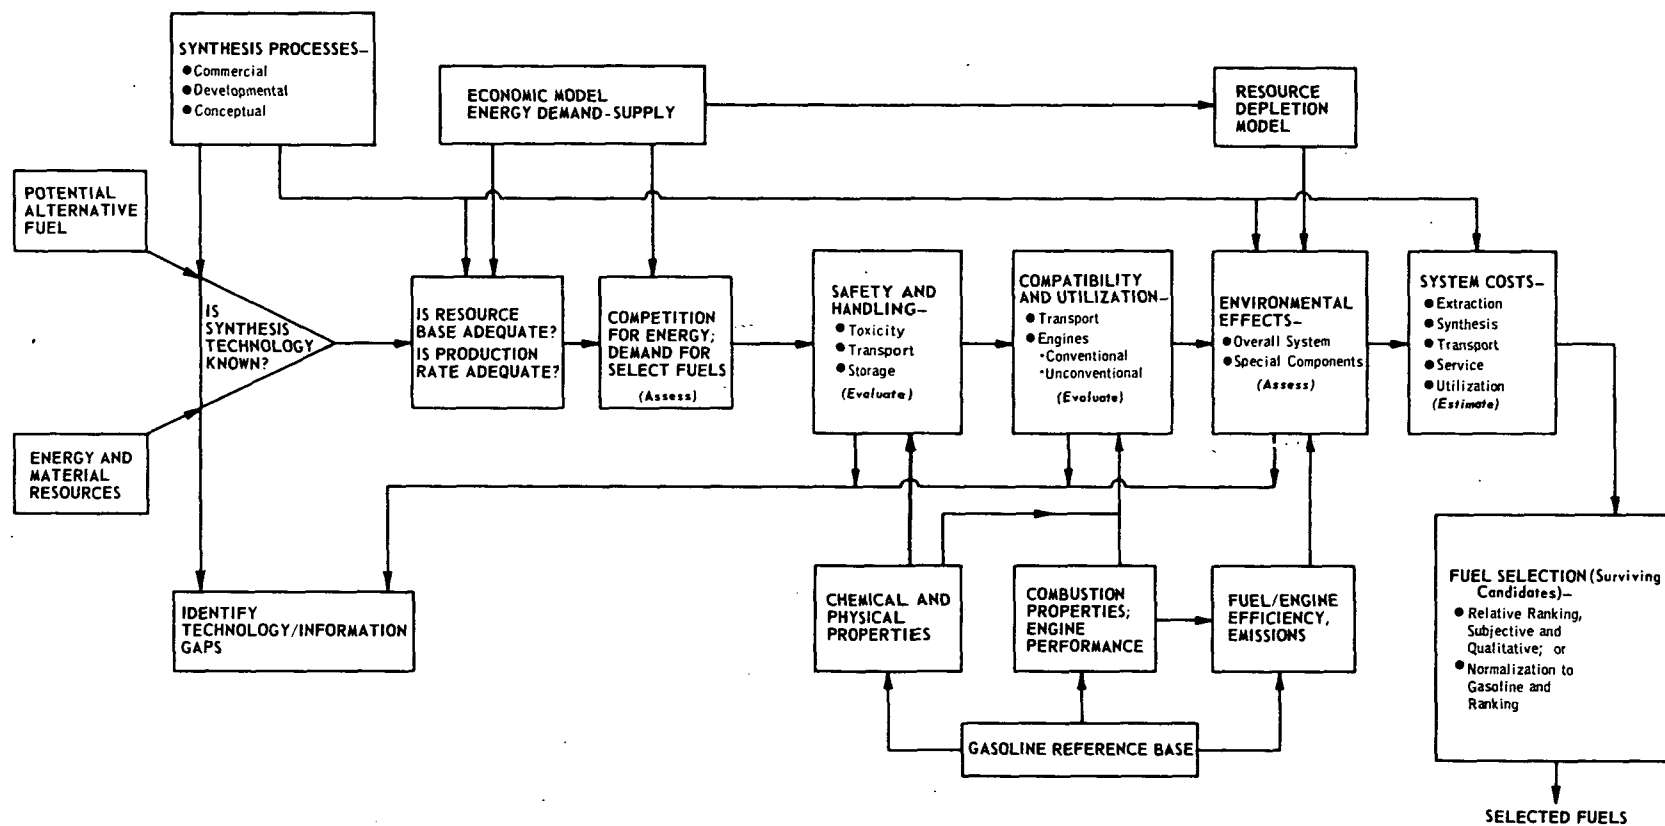 SYNTHESIS PROCESSES—
● Commercial
● Developmental
● Conceptual
ECONOMIC MODEL
ENERGY DEMAND-SUPPLY
RESOURCE
DEPLETION
MODEL
POTENTIAL
ALTERNATIVE
FUEL
IS
SYNTHESIS
TECHNOLOGY
KNOWN?
ENERGY AND
MATERIAL
RESOURCES
IS RESOURCE
BASE ADEQUATE?
IS PRODUCTION
RATE ADEQUATE?
COMPETITION
FOR ENERGY;
DEMAND FOR
SELECT FUELS
(Assess)
SAFETY AND
HANDLING—
● Toxicity
● Transport
● Storage
(Evaluate)
COMPATIBILITY
AND UTILIZATION—
● Transport
● Engines
•Conventional
•Unconventional
(Evaluate)
ENVIRONMENTAL
EFFECTS—
● Overall System
● Special Components
(Assess)
SYSTEM COSTS—
● Extraction
● Synthesis
● Transport
● Service
● Utilization
(Estimate)
IDENTIFY
TECHNOLOGY/INFORMATION
GAPS
CHEMICAL AND
PHYSICAL
PROPERTIES
COMBUSTION
PROPERTIES;
ENGINE
PERFORMANCE
FUEL/ENGINE
EFFICIENCY,
EMISSIONS
GASOLINE REFERENCE BASE
FUEL SELECTION (Surviving
Candidates)—
● Relative Ranking,
Subjective and
Qualitative; or
● Normalization to
Gasoline and
Ranking
SELECTED FUELS